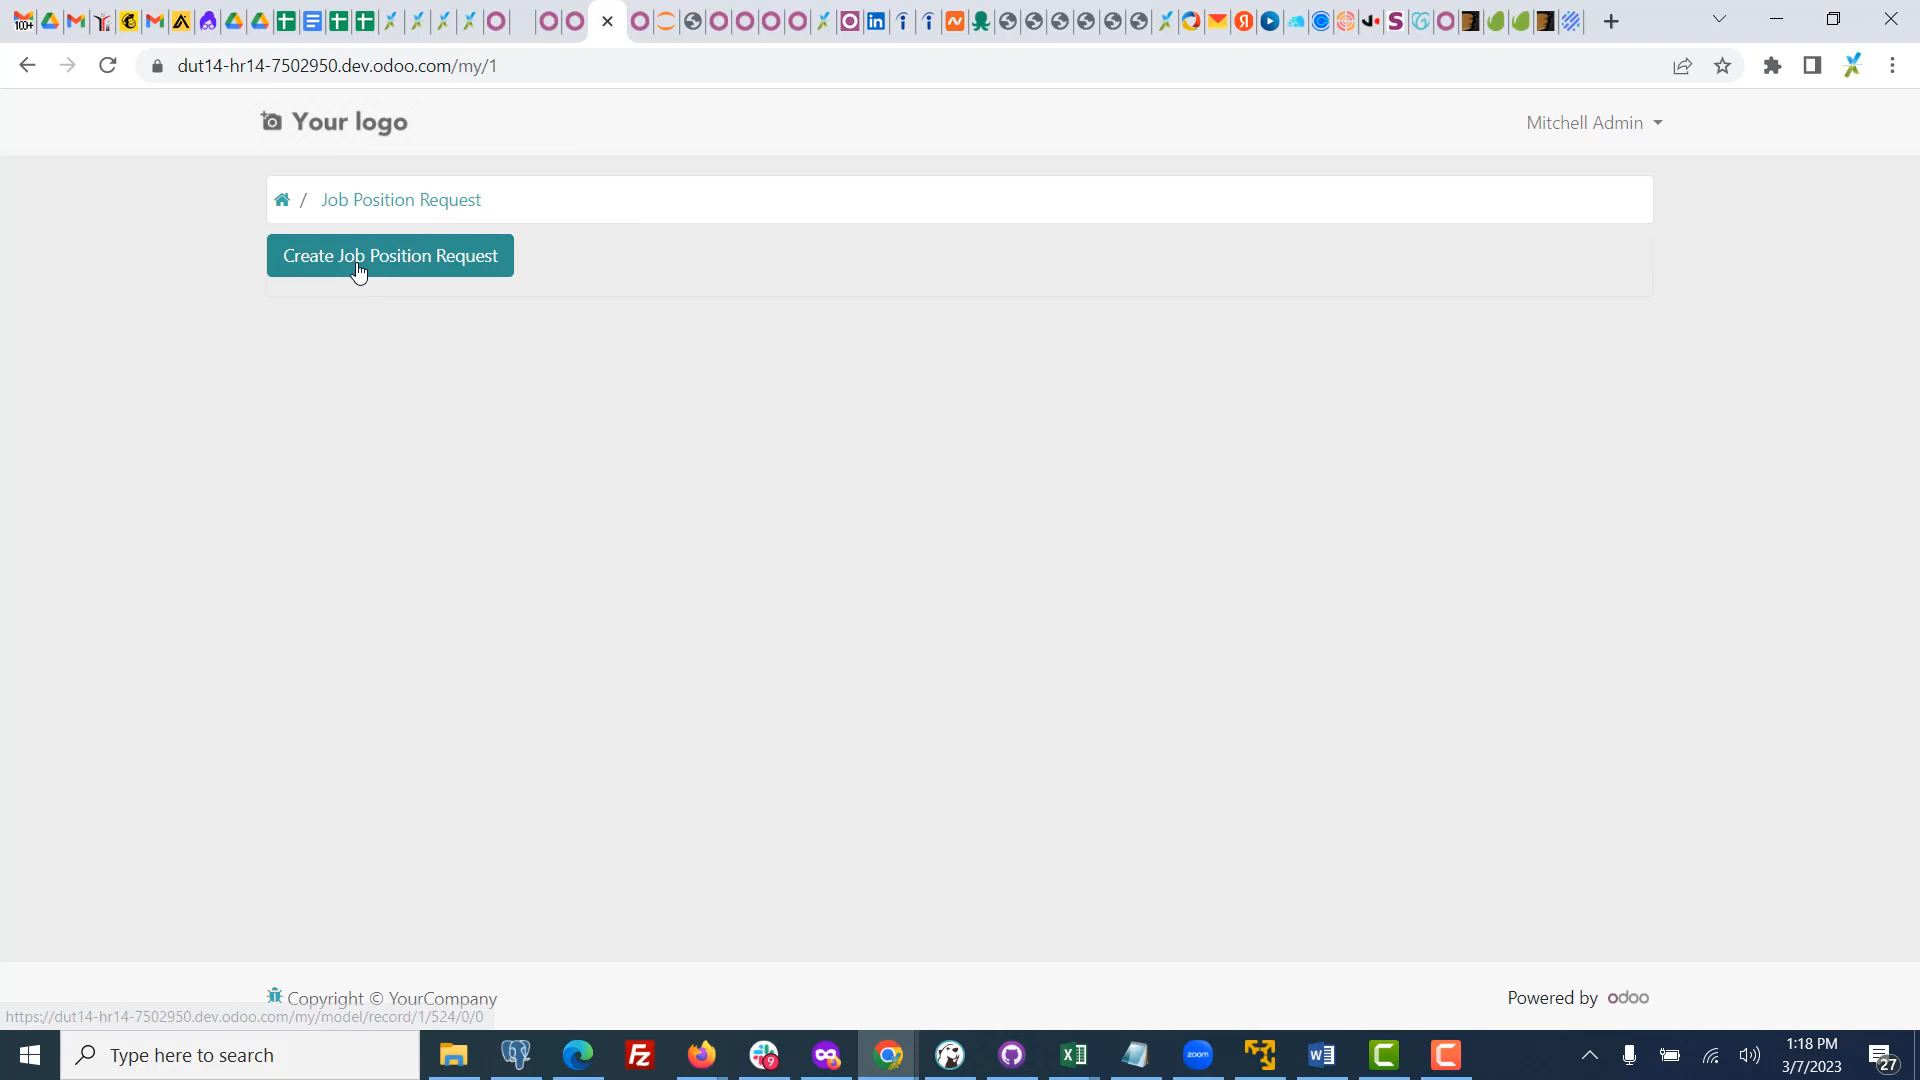 100+
dut14-hr14-7502950.dev.odoo.com/my/1
Your logo
Mitchell Admin
/ Job Position Request
Create Job Position Request
Copyright © YourCompany
Powered by odoo
https://dut14-hr14-7502950.dev.odoo.com/my/model/record/1/524/0/0
Type here to search
zoom
1:18 PM
3/7/2023
27